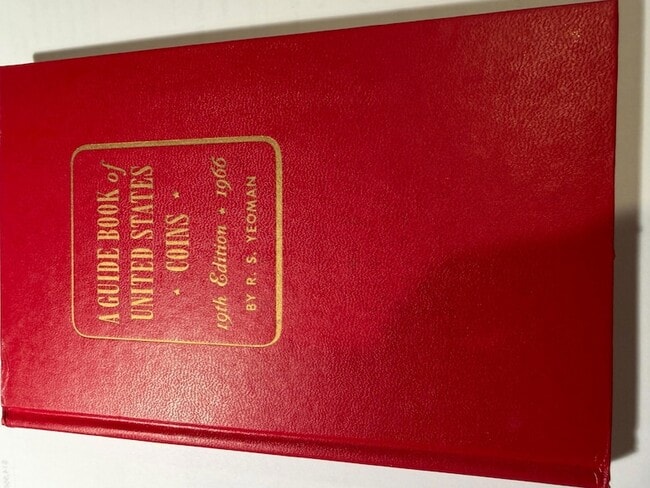 A GUIDE BOOK of
UNITED STATES
★ COINS ★
19th Edition ★ 1966
BY R. S. YEOMAN